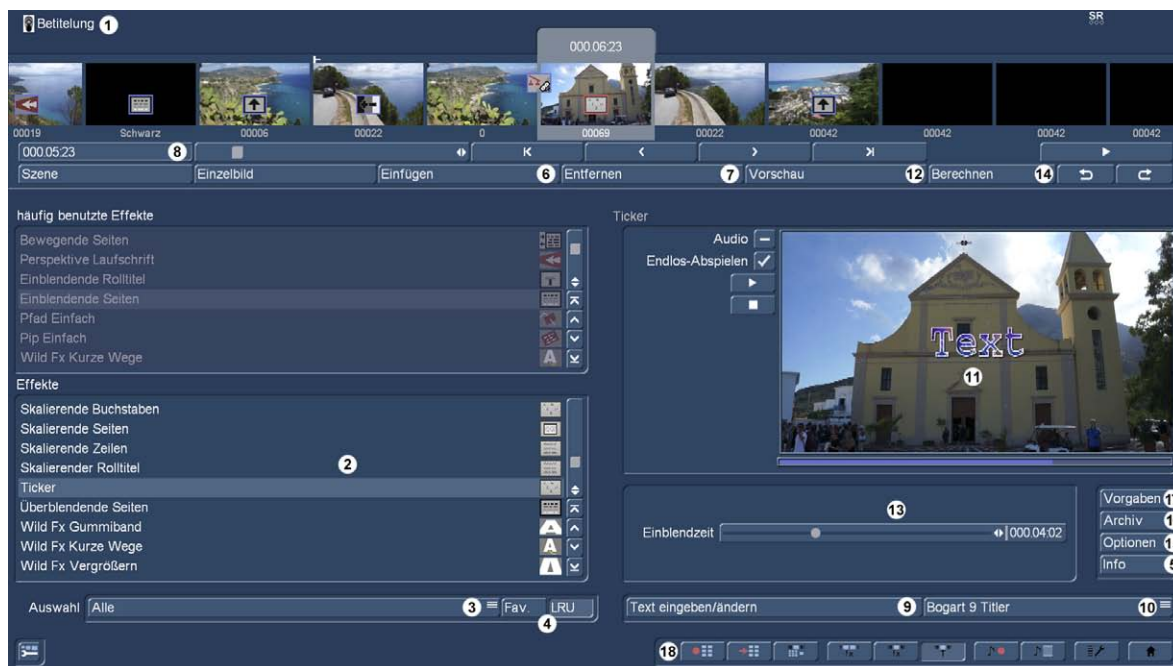 Betitelung 1
SR
000.06:23
00019 Schwarz 00006 00022 0 00069 00022 00042 00042 00042 00042
000.05:23 8
Szene Einzelbild Einfügen 6 Entfernen 7 Vorschau 12 Berechnen 14
häufig benutzte Effekte
Bewegende Seiten
Perspektive Laufschrift
Einblendende Rolltitel
Einblendende Seiten
Pfad Einfach
Pip Einfach
Wild Fx Kurze Wege
Effekte
Skalierende Buchstaben
Skalierende Seiten
Skalierende Zeilen
Skalierender Rolltitel
2
Ticker
Überblendende Seiten
Wild Fx Gummiband
Wild Fx Kurze Wege
Wild Fx Vergrößern
Auswahl Alle 3 Fav. LRU
4
Ticker
Audio
Endlos-Abspielen
Text
11
13
Einblendzeit 000.04:02
Vorgaben
Archiv
Optionen
Info
Text eingeben/ändern 9 Bogart 9 Titler 10
18